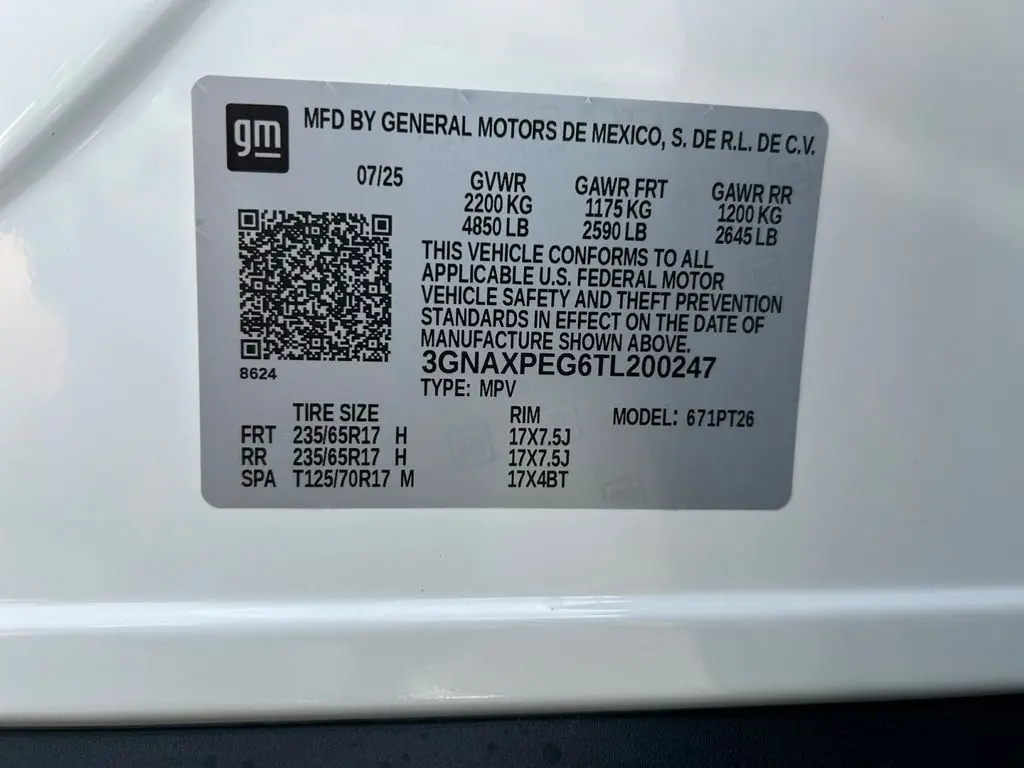 gm
MFD BY GENERAL MOTORS DE MEXICO, S. DE R.L. DE C.V.
07/25
GVWR GAWR FRT GAWR RR
2200 KG 1175 KG 1200 KG
4850 LB 2590 LB 2645 LB
THIS VEHICLE CONFORMS TO ALL
APPLICABLE U.S. FEDERAL MOTOR
VEHICLE SAFETY AND THEFT PREVENTION
STANDARDS IN EFFECT ON THE DATE OF
MANUFACTURE SHOWN ABOVE.
3GNAXPEG6TL200247
8624
TYPE: MPV
TIRE SIZE RIM MODEL: 671PT26
FRT 235/65R17 H 17X7.5J
RR 235/65R17 H 17X7.5J
SPA T125/70R17 M 17X4BT